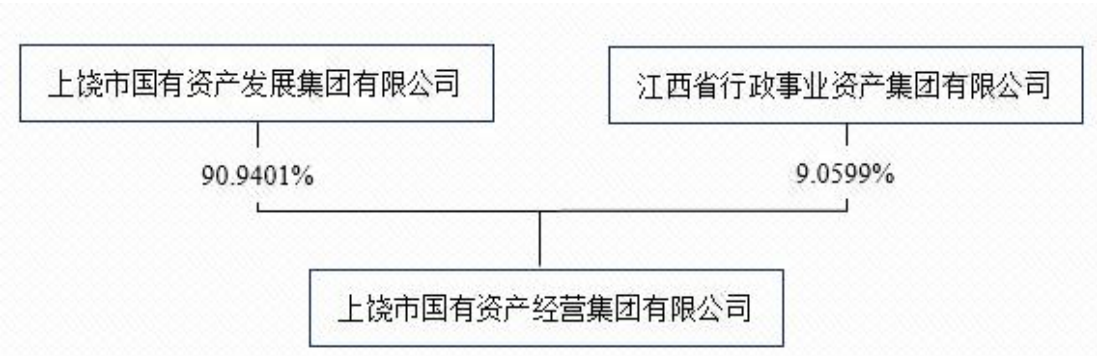 上饶市国有资产发展集团有限公司
江西省行政事业资产集团有限公司
90.9401%
9.0599%
上饶市国有资产经营集团有限公司